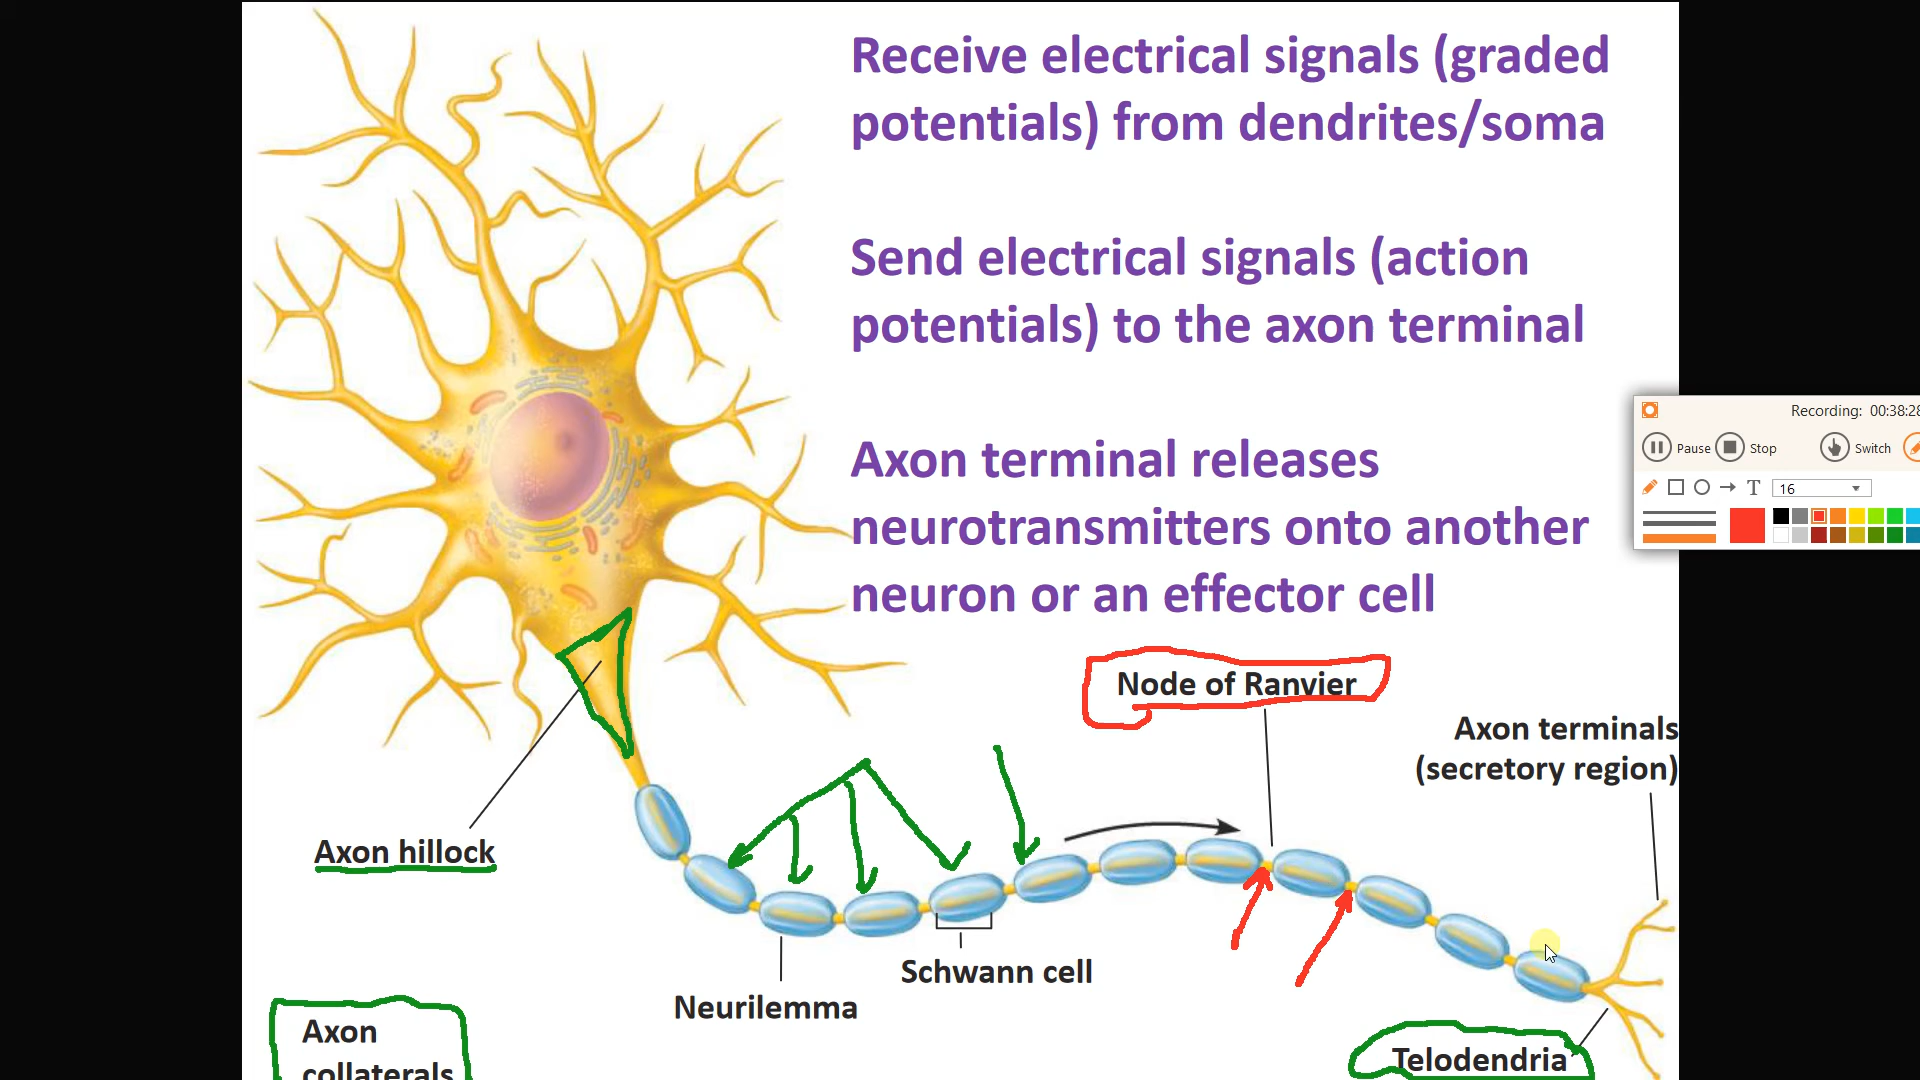 Receive electrical signals (graded
potentials) from dendrites/soma
Send electrical signals (action
potentials) to the axon terminal
Axon terminal releases
neurotransmitters onto another
neuron or an effector cell
Recording: 00:38:28
Pause
Stop
Switch
T
16
Node of Ranvier
Axon terminals
(secretory region)
Axon hillock
Schwann cell
Neurilemma
Axon
collaterals
Telodendria